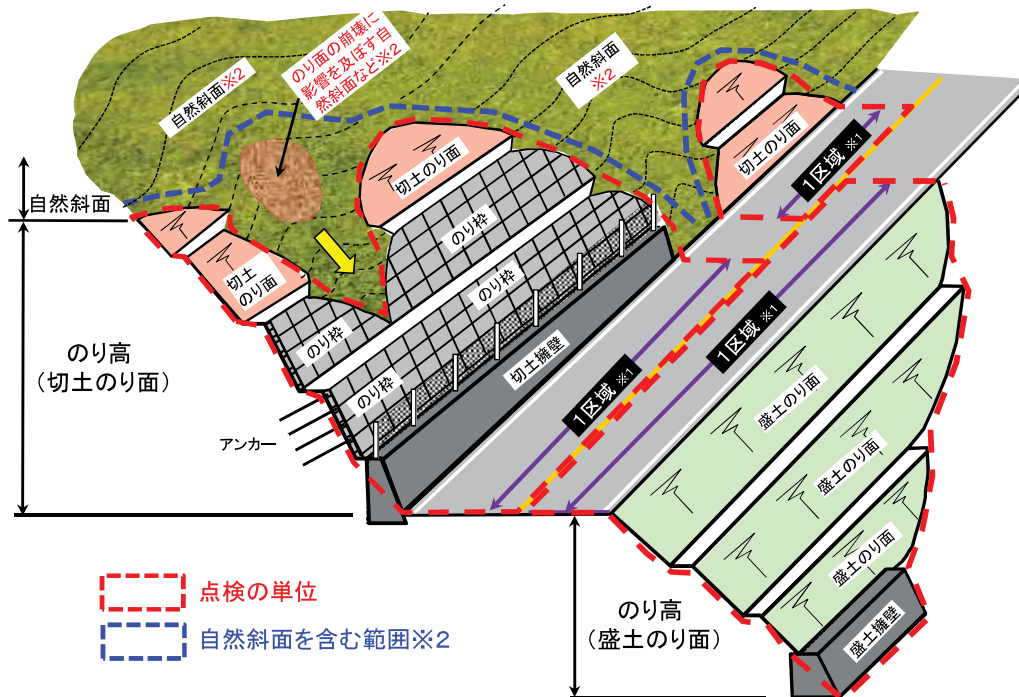 のり面の崩壊に
影響を及ぼす自
然斜面など※2
自然斜面※2
自然斜面
※2
切土のり面
1区域 ※1
切土のり面
自然斜面
のり枠
切土
のり面
のり枠
のり枠
のり枠
切土擁壁
1区域 ※1
1区域 ※1
のり高
(切土のり面)
アンカー
盛土のり面
盛土のり面
盛土のり面
盛土擁壁
点検の単位
自然斜面を含む範囲※2
のり高
(盛土のり面)